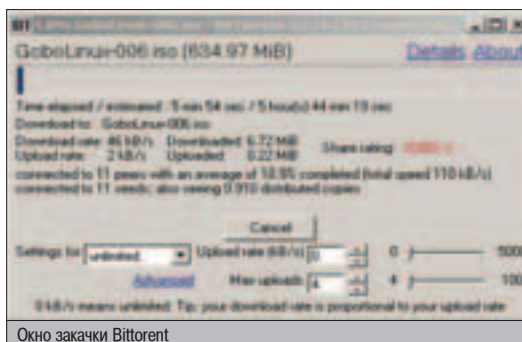 GoboLinux-006.iso (634.97 MiB)
Details About
Time elapsed / estimated : 5 min 54 sec / 5 hour(s) 44 min 19 sec
Download to: GoboLinux-006.iso
Download rate: 46 kB/s Downloaded: 6.72 MiB Share rating:
Upload rate: 2 kB/s Uploaded: 0.22 MiB
connected to 11 peers with an average of 18.9% completed (total speed 110 kB/s)
connected to 11 seeds; also seeing 0.910 distributed copies
Cancel
Settings for unlimited Upload rate (kB/s) 0 0 5000
Advanced Max uploads 4 4 100
0 kB/s means unlimited. Tip: your download rate is proportional to your upload rate
Окно закачки Bittorent